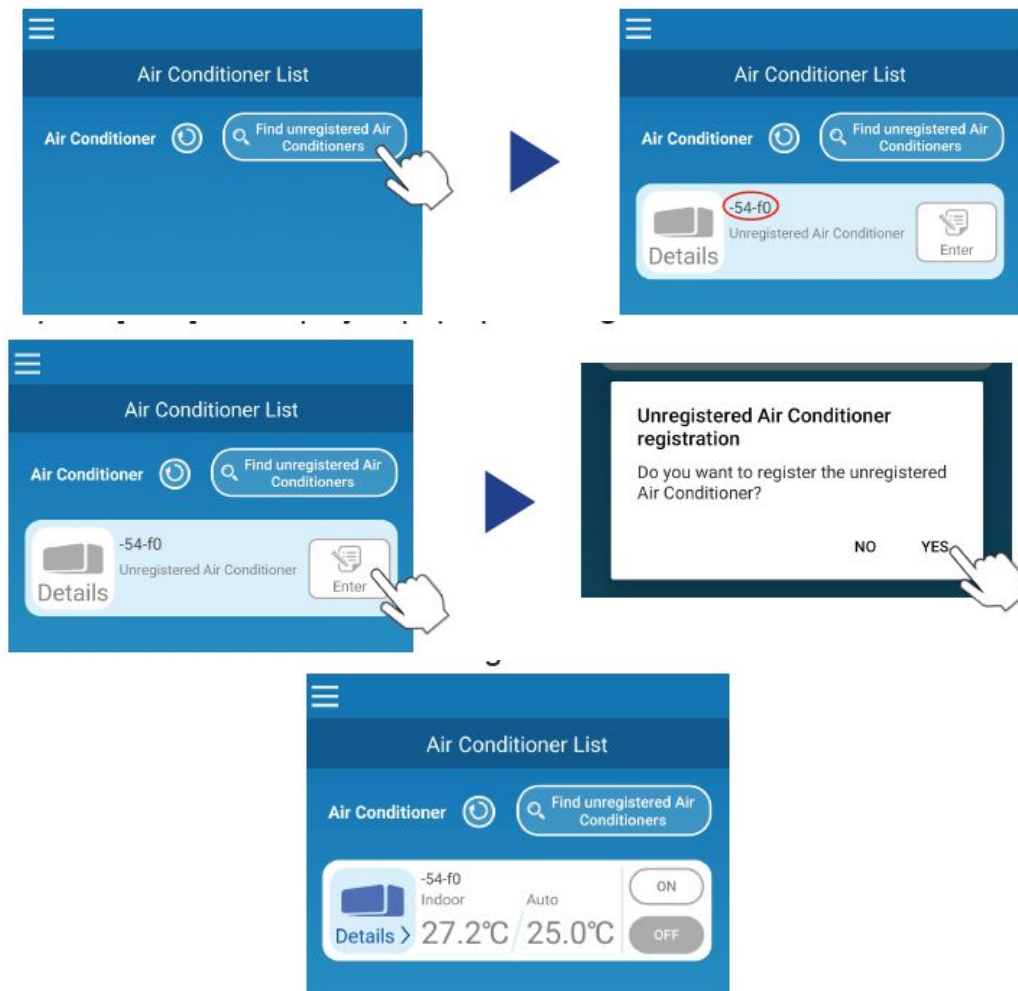 Air Conditioner List
Air Conditioner
Find unregistered Air
Conditioners
Air Conditioner List
Air Conditioner
Find unregistered Air
Conditioners
-54-f0
Unregistered Air Conditioner
Details
Enter
Air Conditioner List
Air Conditioner
Find unregistered Air
Conditioners
-54-f0
Unregistered Air Conditioner
Details
Enter
Unregistered Air Conditioner
registration
Do you want to register the unregistered
Air Conditioner?
NO YES
Air Conditioner List
Air Conditioner
Find unregistered Air
Conditioners
-54-f0
Indoor Auto
ON
Details > 27.2℃ / 25.0℃
OFF